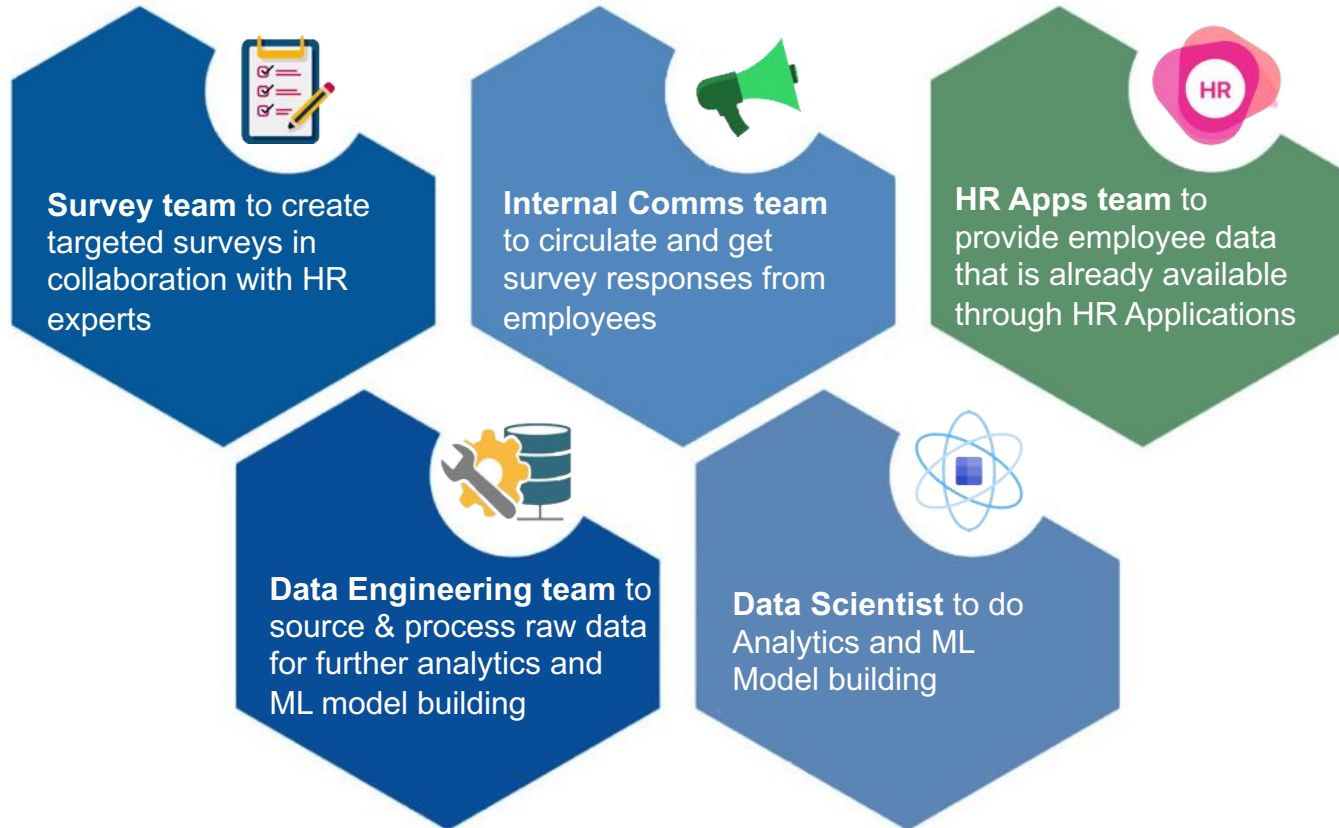 HR
Survey team to create
targeted surveys in
collaboration with HR
experts
Internal Comms team
to circulate and get
survey responses from
employees
HR Apps team to
provide employee data
that is already available
through HR Applications
Data Engineering team to
source & process raw data
for further analytics and
ML model building
Data Scientist to do
Analytics and ML
Model building